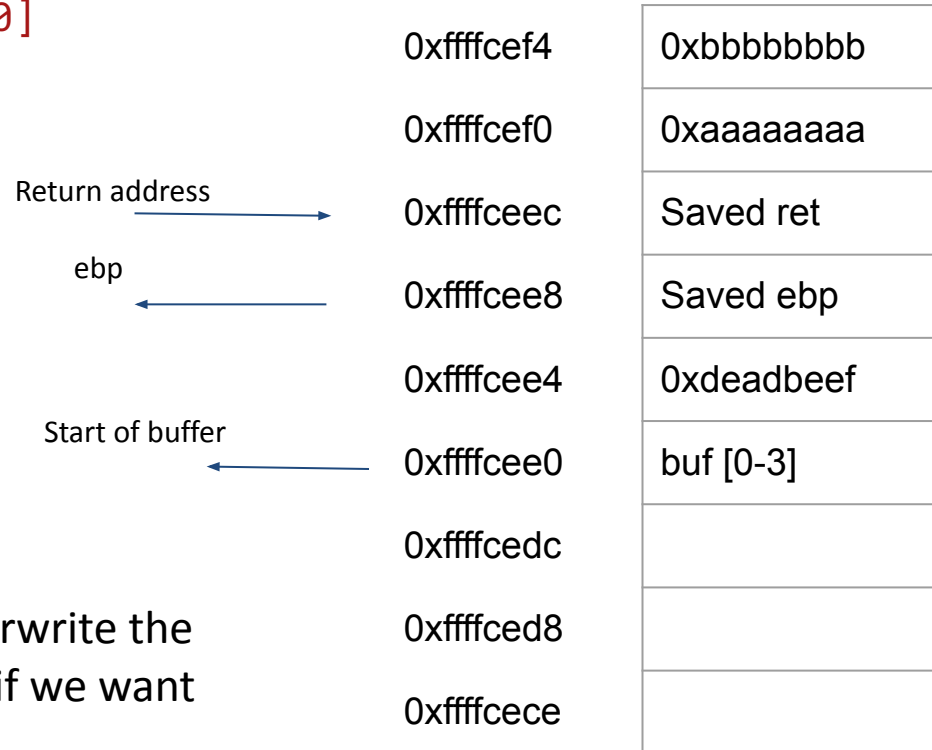 0]
0xffffcef4 0xbbbbbbbb
0xffffcef0 0xaaaaaaaa
Return address
0xffffceec Saved ret
ebp
0xffffcee8 Saved ebp
0xffffcee4 0xdeadbeef
Start of buffer
0xffffcee0 buf [0-3]
0xffffcedc
rwrite the
0xffffced8
if we want
0xffffcece